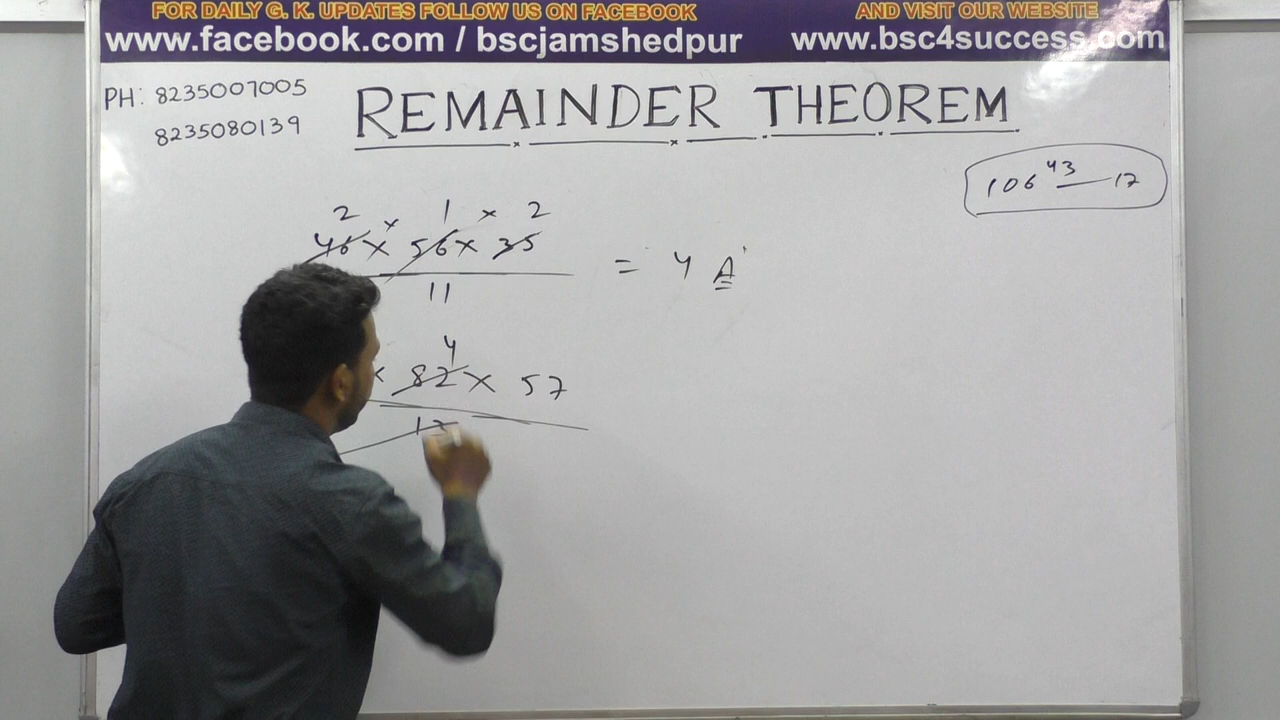 FOR DAILY G. K. UPDATES FOLLOW US ON FACEBOOK AND VISIT OUR WEBSITE
www.facebook.com / bscjamshedpur www.bsc4success.com
PH: 8235007005
8235080139
REMAINDER THEOREM
106^43 — 17
2 × 1 × 2
46 × 56 × 35
= 4 A
11
4
× 82 × 57